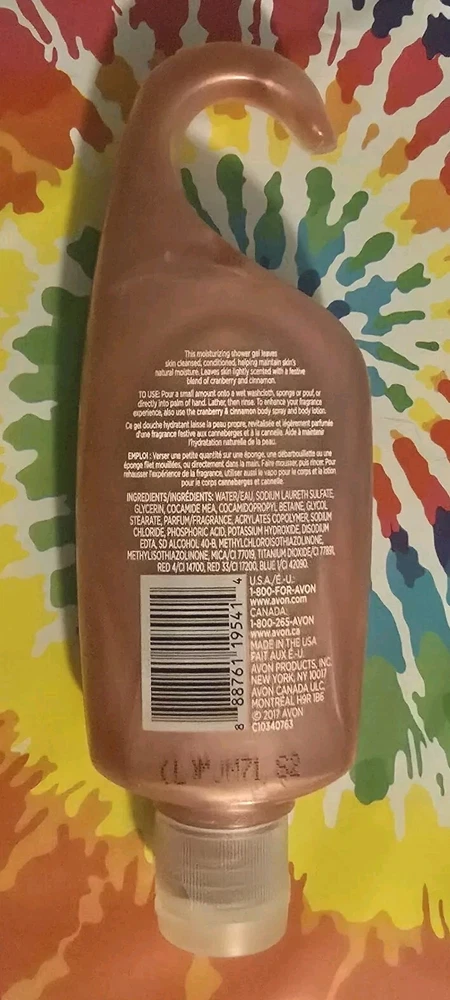 This moisturizing shower gel leaves
skin cleansed, conditioned, helping maintain skin's
natural moisture. Leaves skin lightly scented with a festive
blend of cranberry and cinnamon.
TO USE: Pour a small amount onto a wet washcloth, sponge or pouf, or
directly into palm of hand. Lather, then rinse. To enhance your fragrance
experience, also use the cranberry & cinnamon body spray and body lotion.
Ce gel douche hydratant laisse la peau propre, revitalisée et légèrement parfumée
d'une fragrance festive aux canneberges et à la cannelle. Aide à maintenir
l'hydratation naturelle de la peau.
EMPLOI : Verser une petite quantité sur une éponge, une débarbouillette ou une
éponge filet mouillées, ou directement dans la main. Faire mousser, puis rincer. Pour
rehausser l'expérience de la fragrance, utiliser aussi le vapo pour le corps et la lotion
pour le corps canneberges et cannelle.
INGREDIENTS/INGRÉDIENTS: WATER/EAU, SODIUM LAURETH SULFATE,
GLYCERIN, COCAMIDE MEA, COCAMIDOPROPYL BETAINE, GLYCOL
STEARATE, PARFUM/FRAGRANCE, ACRYLATES COPOLYMER, SODIUM
CHLORIDE, PHOSPHORIC ACID, POTASSIUM HYDROXIDE, DISODIUM
EDTA, SD ALCOHOL 40-B, METHYLCHLOROISOTHIAZOLINONE,
METHYLISOTHIAZOLINONE, MICA/CI 77019, TITANIUM DIOXIDE/CI 77891,
RED 4/CI 14700, RED 33/CI 17200, BLUE 1/CI 42090.
8 88761 19541 4
U.S.A./É.-U.:
1-800-FOR-AVON
www.avon.com
CANADA:
1-800-265-AVON
www.avon.ca
MADE IN THE USA
FAIT AUX É.-U.
AVON PRODUCTS, INC.
NEW YORK, NY 10017
AVON CANADA ULC,
MONTRÉAL H9R 1B6
© 2017 AVON
C10340763